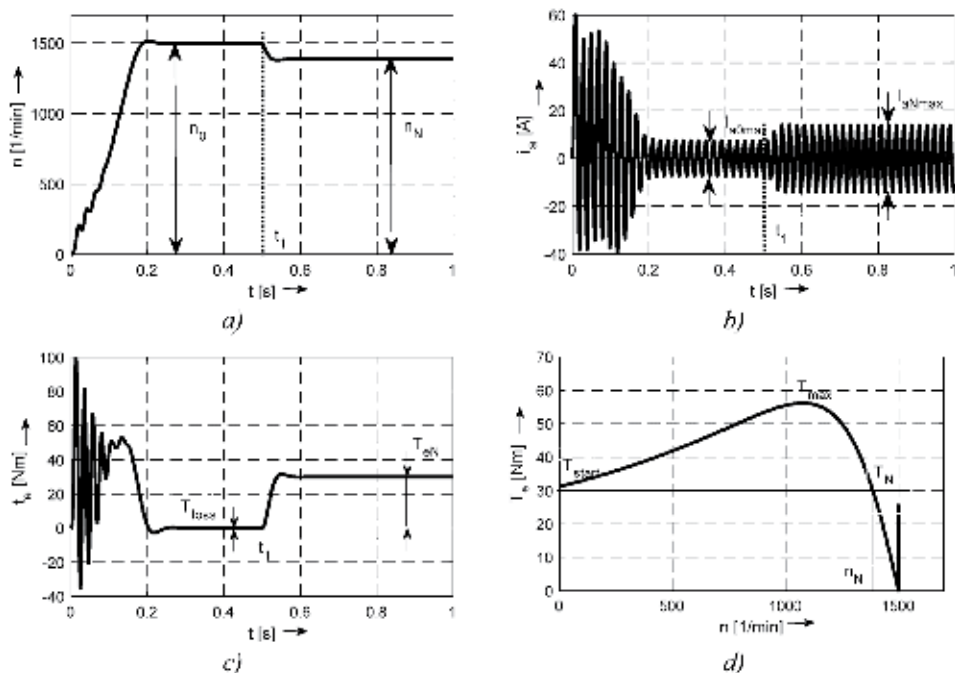 n [1/min]
1500
1000
500
0
n0
nN
t1
0 0.2 0.4 0.6 0.8 1
t [s]
a)
ia [A]
60
40
20
0
-20
-40
IaNmax
t1
0 0.2 0.4 0.6 0.8 1
t [s]
b)
te [Nm]
100
80
60
40
20
0
-20
-40
Tloss
TeN
t1
0 0.2 0.4 0.6 0.8 1
t [s]
c)
[Nm]
70
60
50
40
30
20
10
0
Tmax
Tstart
TN
nN
0 500 1000 1500
n [1/min]
d)